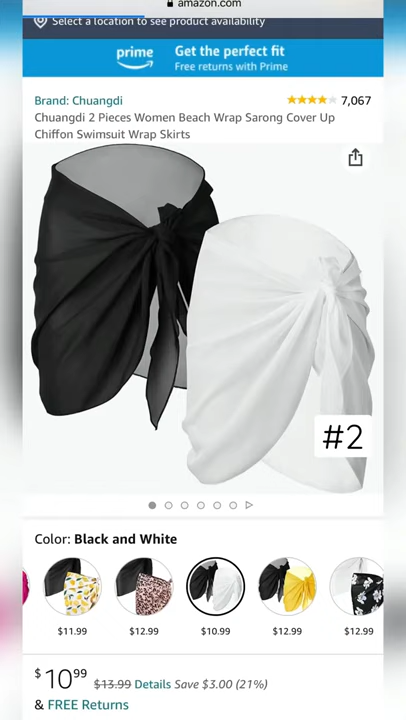 amazon.com
Select a location to see product availability
prime
Get the perfect fit
Free returns with Prime
Brand: Chuangdi
7,067
Chuangdi 2 Pieces Women Beach Wrap Sarong Cover Up
Chiffon Swimsuit Wrap Skirts
#2
Color: Black and White
$11.99
$12.99
$10.99
$12.99
$12.99
$10.99 $13.99 Details Save $3.00 (21%)
& FREE Returns